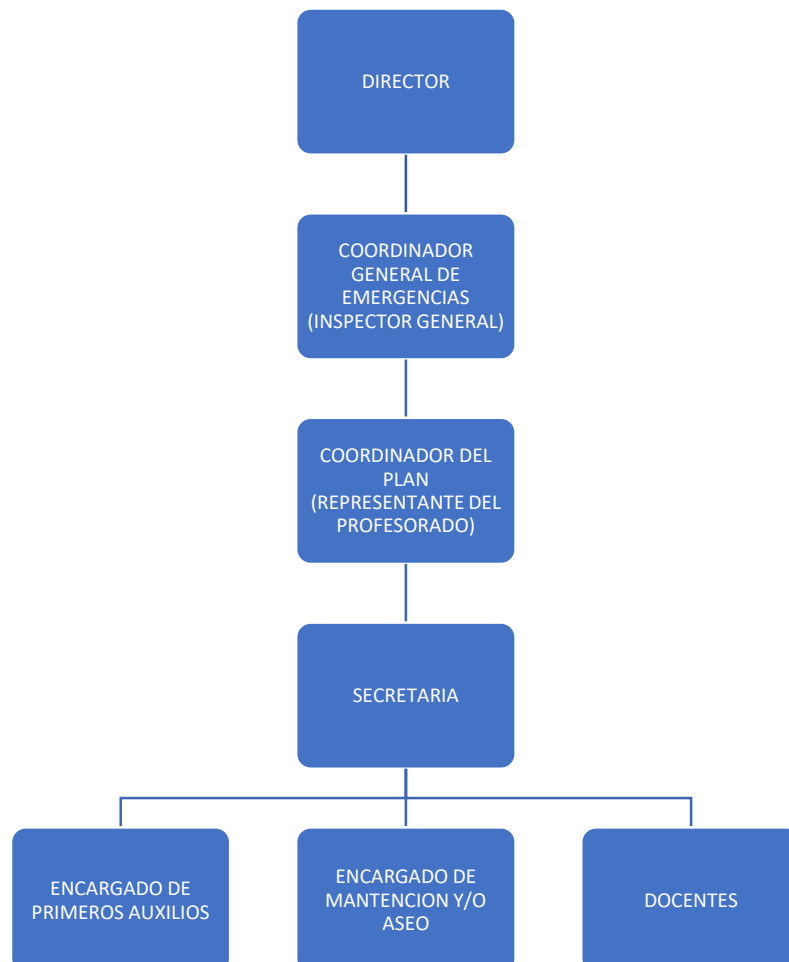 DIRECTOR
COORDINADOR
GENERAL DE
EMERGENCIAS
(INSPECTOR GENERAL)
COORDINADOR DEL
PLAN
(REPRESENTANTE DEL
PROFESORADO)
SECRETARIA
ENCARGADO DE
PRIMEROS AUXILIOS
ENCARGADO DE
MANTENCION Y/O
ASEO
DOCENTES